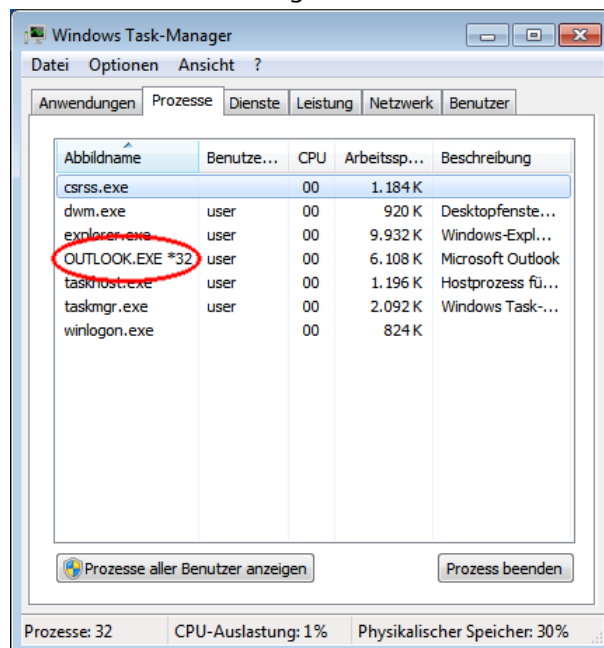 Windows Task-Manager
Datei Optionen Ansicht ?
Anwendungen Prozesse Dienste Leistung Netzwerk Benutzer
Abbildname Benutze... CPU Arbeitssp... Beschreibung
csrss.exe 00 1.184 K
dwm.exe user 00 920 K Desktopfenste...
explorer.exe user 00 9.932 K Windows-Expl...
OUTLOOK.EXE *32 user 00 6.108 K Microsoft Outlook
taskhost.exe user 00 1.196 K Hostprozess fü...
taskmgr.exe user 00 2.092 K Windows Task-...
winlogon.exe 00 824 K
Prozesse aller Benutzer anzeigen Prozess beenden
Prozesse: 32 CPU-Auslastung: 1% Physikalischer Speicher: 30%